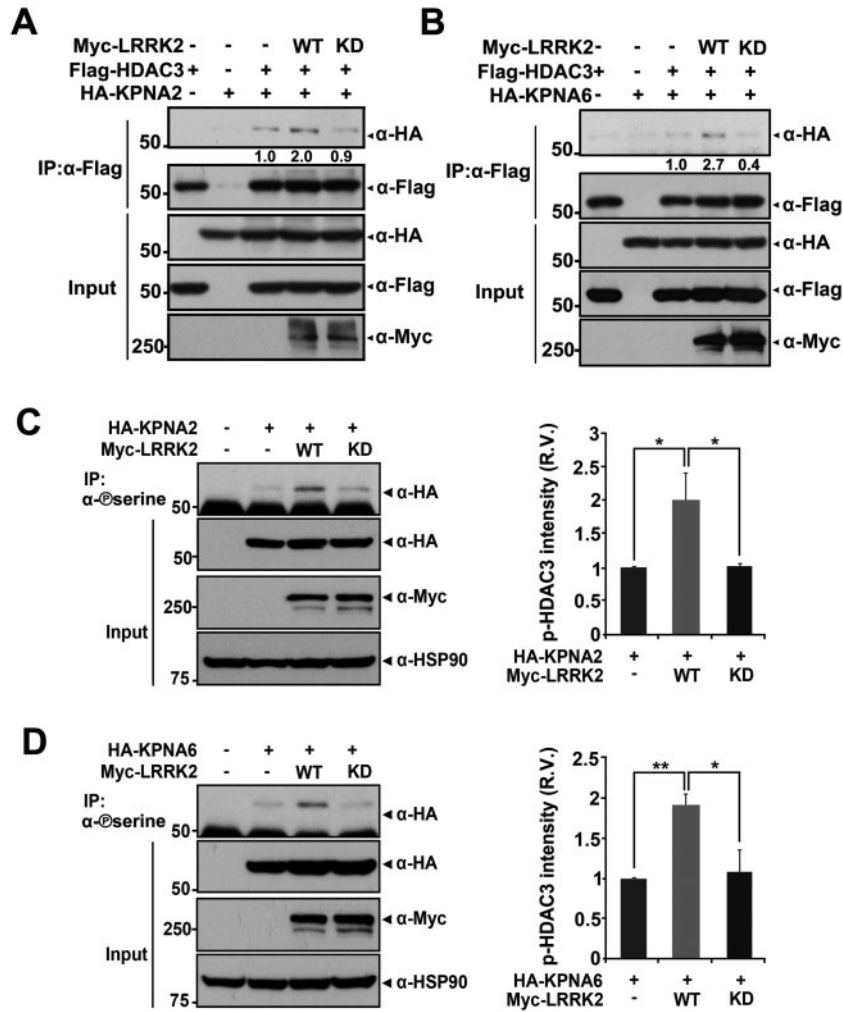 A
Myc-LRRK2 - - - WT KD
Flag-HDAC3 + - + + +
HA-KPNA2 - + + + +
50 α-HA
1.0 2.0 0.9
IP:α-Flag
50 α-Flag
50 α-HA
Input
50 α-Flag
250 α-Myc
B
Myc-LRRK2 - - - WT KD
Flag-HDAC3 + - + + +
HA-KPNA6 - + + + +
50 α-HA
1.0 2.7 0.4
IP:α-Flag
50 α-Flag
50 α-HA
Input
50 α-Flag
250 α-Myc
C
HA-KPNA2 - + + +
Myc-LRRK2 - - WT KD
IP:
α-Ⓟserine
50 α-HA
50 α-HA
250 α-Myc
Input
75 α-HSP90
p-HDAC3 intensity (R.V.)
3
2.5
2
1.5
1
0.5
0
* *
HA-KPNA2 + + +
Myc-LRRK2 - WT KD
D
HA-KPNA6 - + + +
Myc-LRRK2 - - WT KD
IP:
α-Ⓟserine
50 α-HA
50 α-HA
250 α-Myc
Input
75 α-HSP90
p-HDAC3 intensity (R.V.)
2.5
2
1.5
1
0.5
0
** *
HA-KPNA6 + + +
Myc-LRRK2 - WT KD